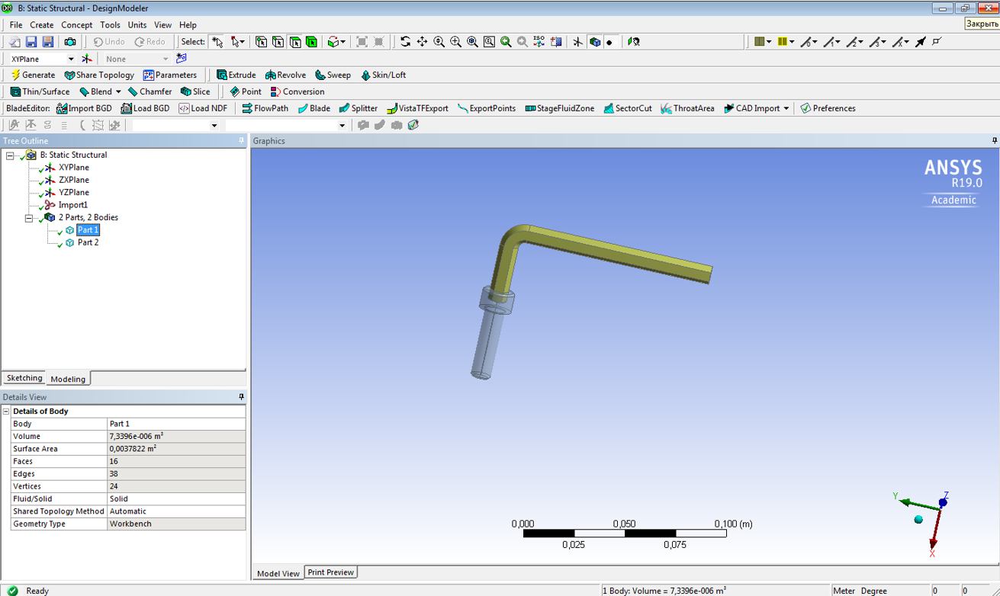 B: Static Structural - DesignModeler
Закрыть
File Create Concept Tools Units View Help
Undo Redo Select: ISO
XYPlane None
Generate Share Topology Parameters Extrude Revolve Sweep Skin/Loft
Thin/Surface Blend Chamfer Slice Point Conversion
BladeEditor: Import BGD Load BGD Load NDF FlowPath Blade Splitter VistaTFExport ExportPoints StageFluidZone SectorCut ThroatArea CAD Import Preferences
Tree Outline
B: Static Structural
XYPlane
ZXPlane
YZPlane
Import1
2 Parts, 2 Bodies
Part 1
Part 2
Sketching Modeling
Details View
Details of Body
Body Part 1
Volume 7,3396e-006 m³
Surface Area 0,0037822 m²
Faces 16
Edges 38
Vertices 24
Fluid/Solid Solid
Shared Topology Method Automatic
Geometry Type Workbench
Graphics
ANSYS
R19.0
Academic
Y Z
X
0,000 0,050 0,100 (m)
0,025 0,075
Model View Print Preview
Ready 1 Body: Volume = 7,3396e-006 m³ Meter Degree 0 0